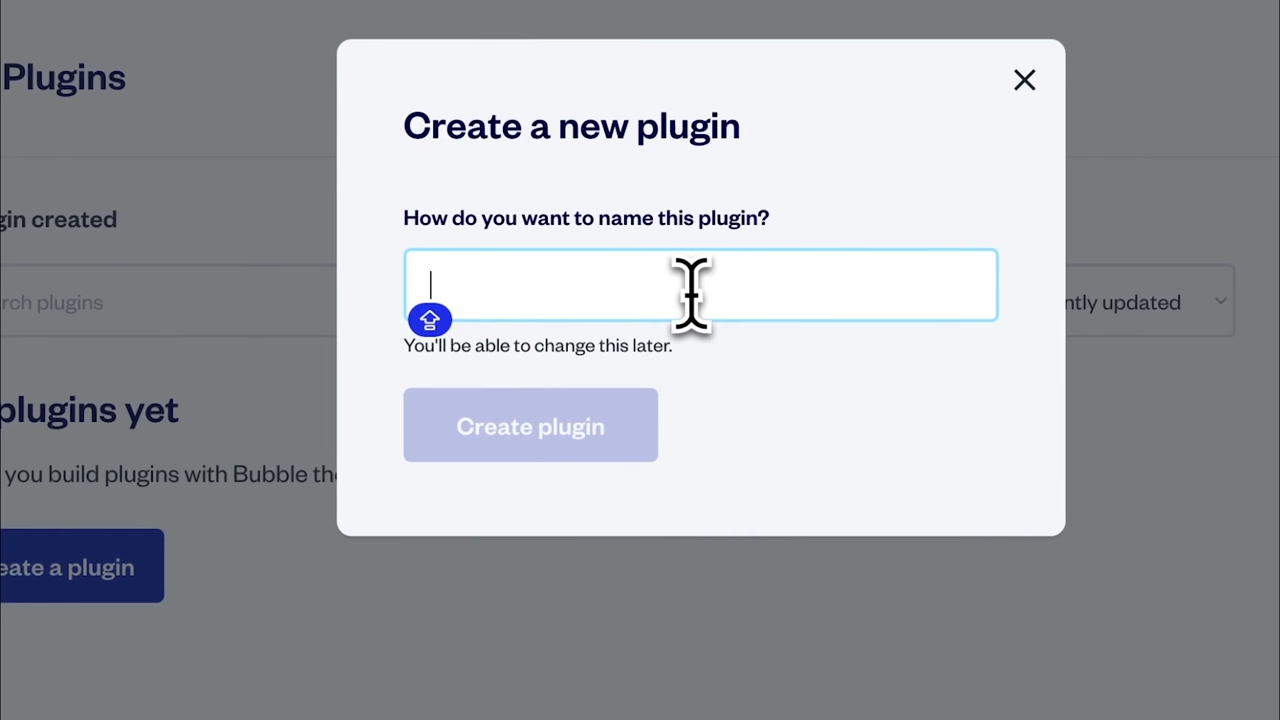 Plugins
Create a new plugin
gin created
How do you want to name this plugin?
rch plugins
ntly updated
You'll be able to change this later.
plugins yet
Create plugin
you build plugins with Bubble the
eate a plugin